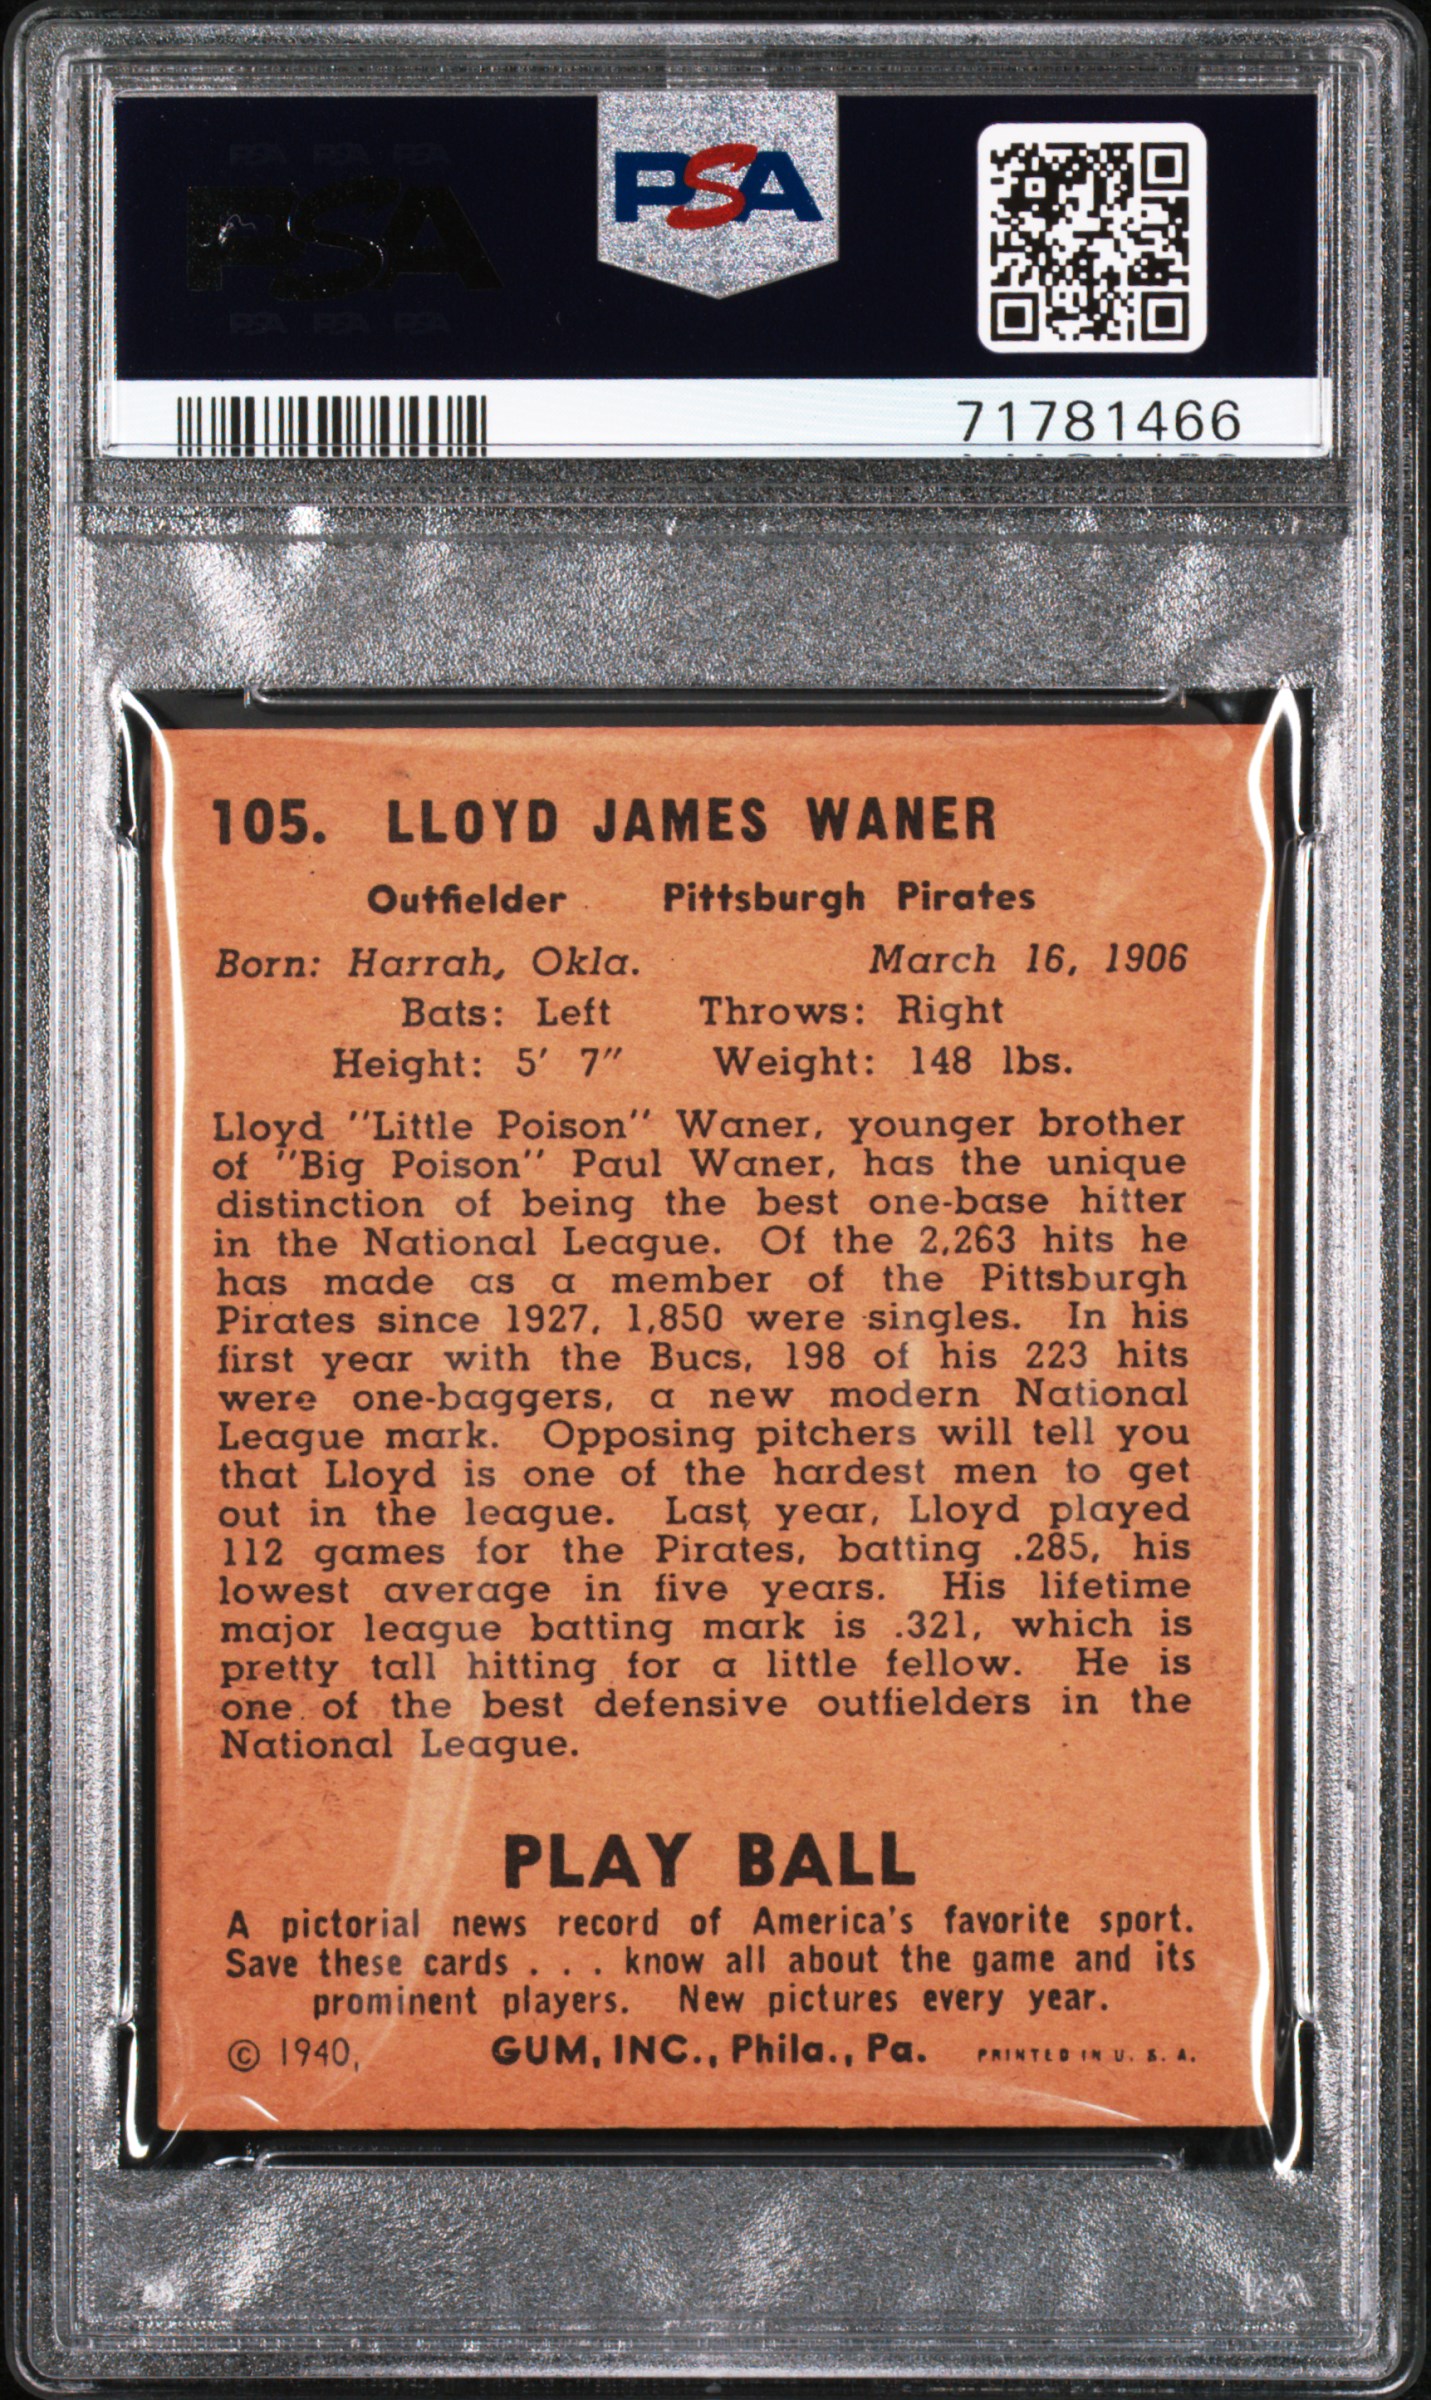 PSA PSA PSA
PSA
PSA PSA PSA
PSA
71781466
105. LLOYD JAMES WANER
Outfielder Pittsburgh Pirates
Born: Harrah, Okla. March 16, 1906
Bats: Left Throws: Right
Height: 5' 7" Weight: 148 lbs.
Lloyd "Little Poison" Waner, younger brother
of "Big Poison" Paul Waner, has the unique
distinction of being the best one-base hitter
in the National League. Of the 2,263 hits he
has made as a member of the Pittsburgh
Pirates since 1927, 1,850 were singles. In his
first year with the Bucs, 198 of his 223 hits
were one-baggers, a new modern National
League mark. Opposing pitchers will tell you
that Lloyd is one of the hardest men to get
out in the league. Last year, Lloyd played
112 games for the Pirates, batting .285, his
lowest average in five years. His lifetime
major league batting mark is .321, which is
pretty tall hitting for a little fellow. He is
one of the best defensive outfielders in the
National League.
PLAY BALL
A pictorial news record of America's favorite sport.
Save these cards . . . know all about the game and its
prominent players. New pictures every year.
© 1940, GUM, INC., Phila., Pa. PRINTED IN U. S. A.
PSA